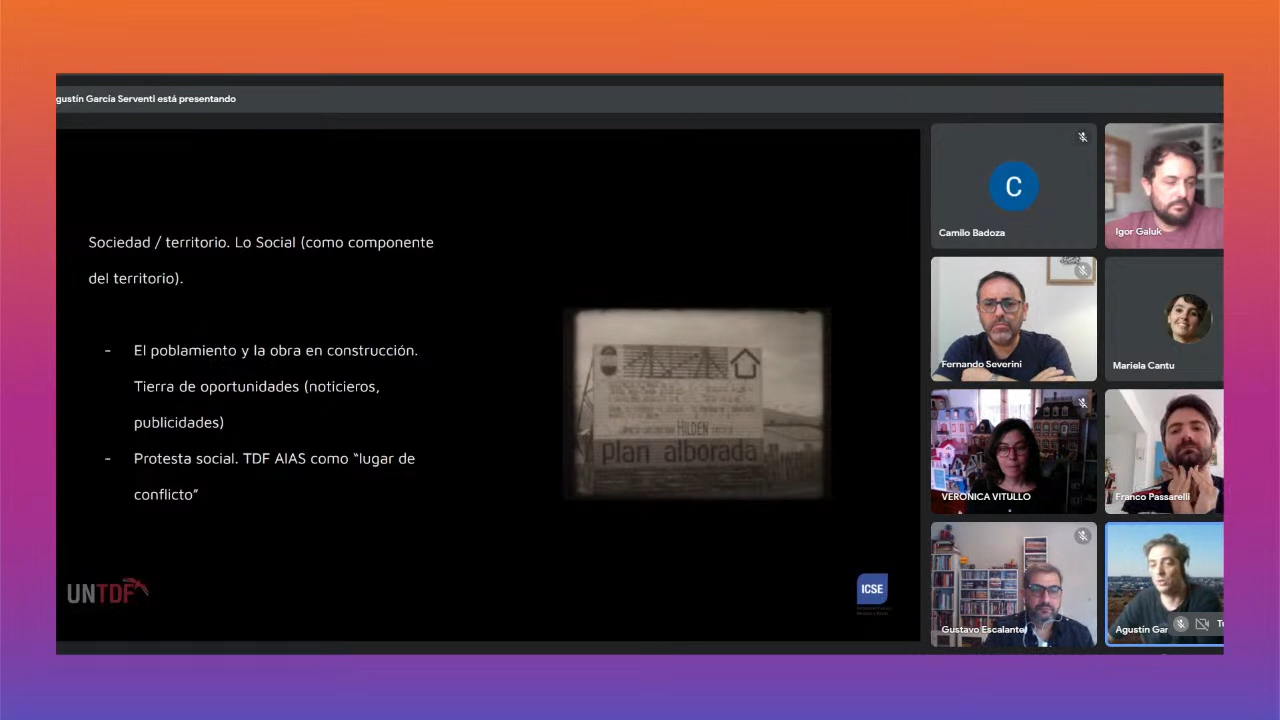 gustín García Serventi está presentando
Sociedad / territorio. Lo Social (como componente
del territorio).
- El poblamiento y la obra en construcción.
Tierra de oportunidades (noticieros,
publicidades)
- Protesta social. TDF AIAS como “lugar de
conflicto”
HILDEN
plan alborada
UNTDF
ICSE
C
Camilo Badoza
Igor Galuk
Fernando Severini
Mariela Cantu
VERONICA VITULLO
Franco Passarelli
Gustavo Escalante
Agustín Gar